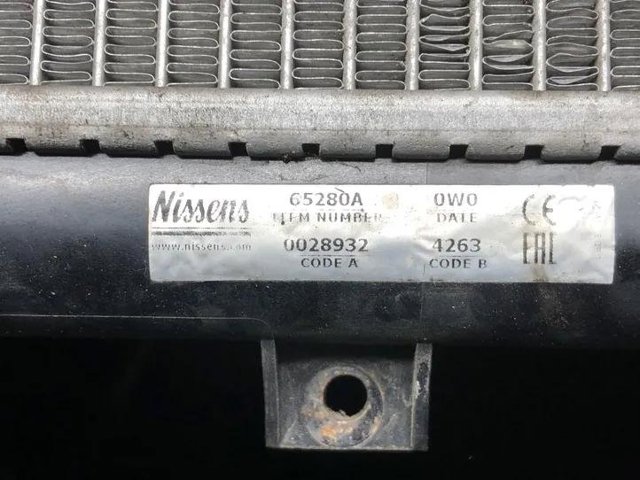 Nissens 65280A 0W0 CE
ITEM NUMBER DATE
www.nissens.com 0028932 4263 EAC
CODE A CODE B